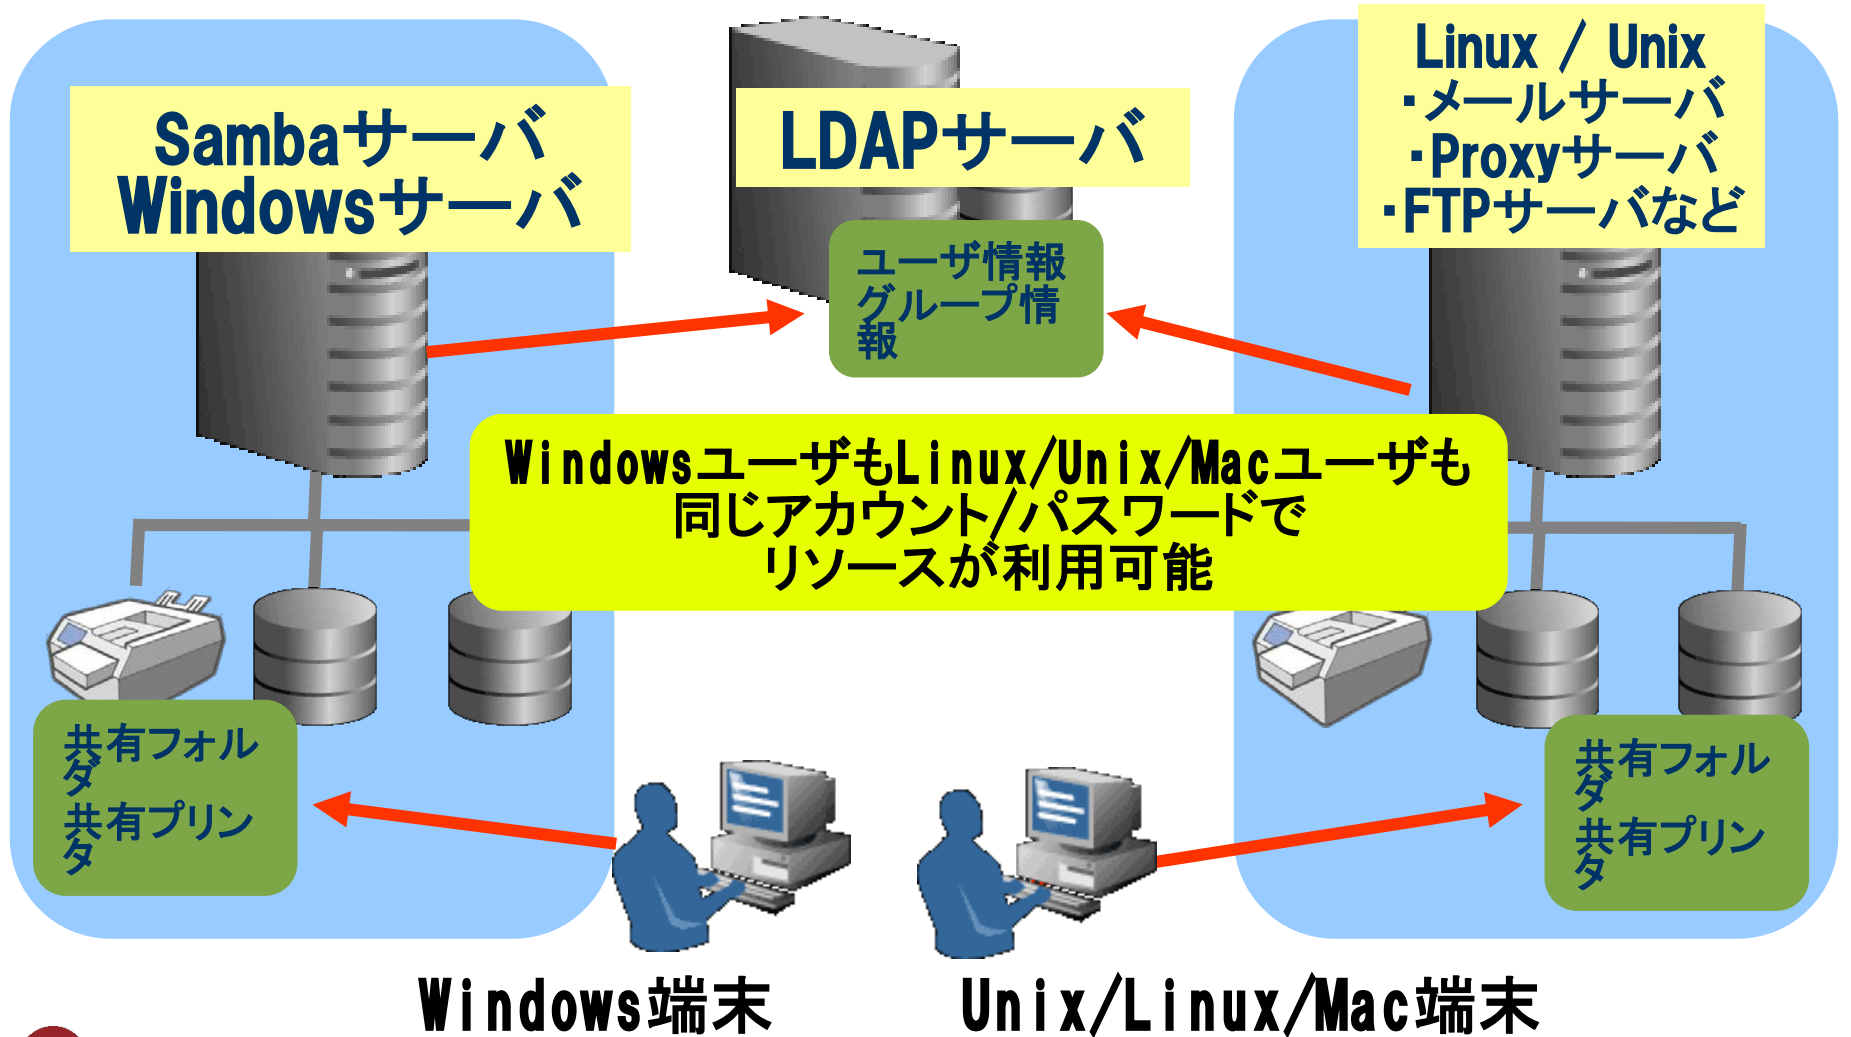 Sambaサーバ
Windowsサーバ
LDAPサーバ
ユーザ情報
グループ情
報
Linux / Unix
・メールサーバ
・Proxyサーバ
・FTPサーバなど
WindowsユーザもLinux/Unix/Macユーザも
同じアカウント/パスワードで
リソースが利用可能
共有フォル
ダ
共有プリン
タ
共有フォル
ダ
共有プリン
タ
Windows端末
Unix/Linux/Mac端末